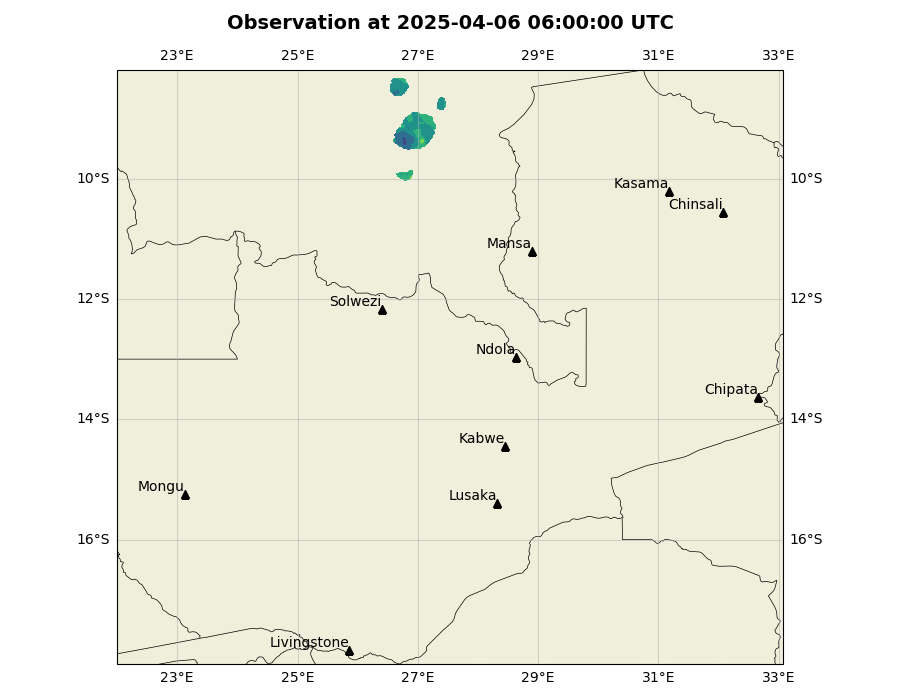 Observation at 2025-04-06 06:00:00 UTC
23°E 25°E 27°E 29°E 31°E 33°E
10°S 10°S
Kasama
Chinsali
Mansa
12°S 12°S
Solwezi
Ndola
Chipata
14°S 14°S
Kabwe
Mongu
Lusaka
16°S 16°S
Livingstone
23°E 25°E 27°E 29°E 31°E 33°E